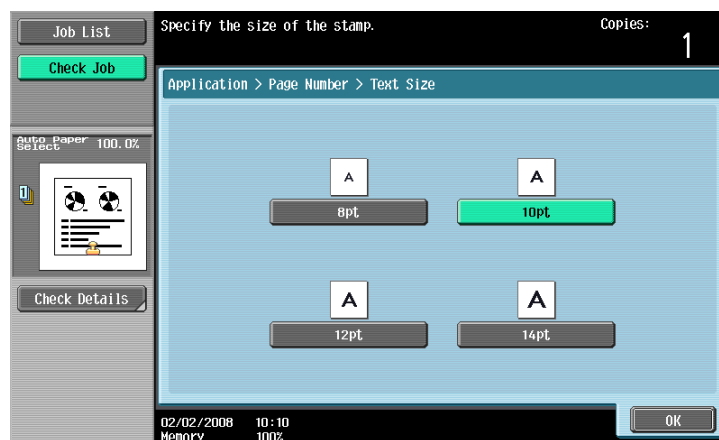 Job List
Check Job
Specify the size of the stamp.
Copies:
1
Application > Page Number > Text Size
Auto Paper
Select
100.0%
1
A
8pt
A
10pt
A
12pt
A
14pt
Check Details
OK
02/02/2008 10:10
Memory 100%